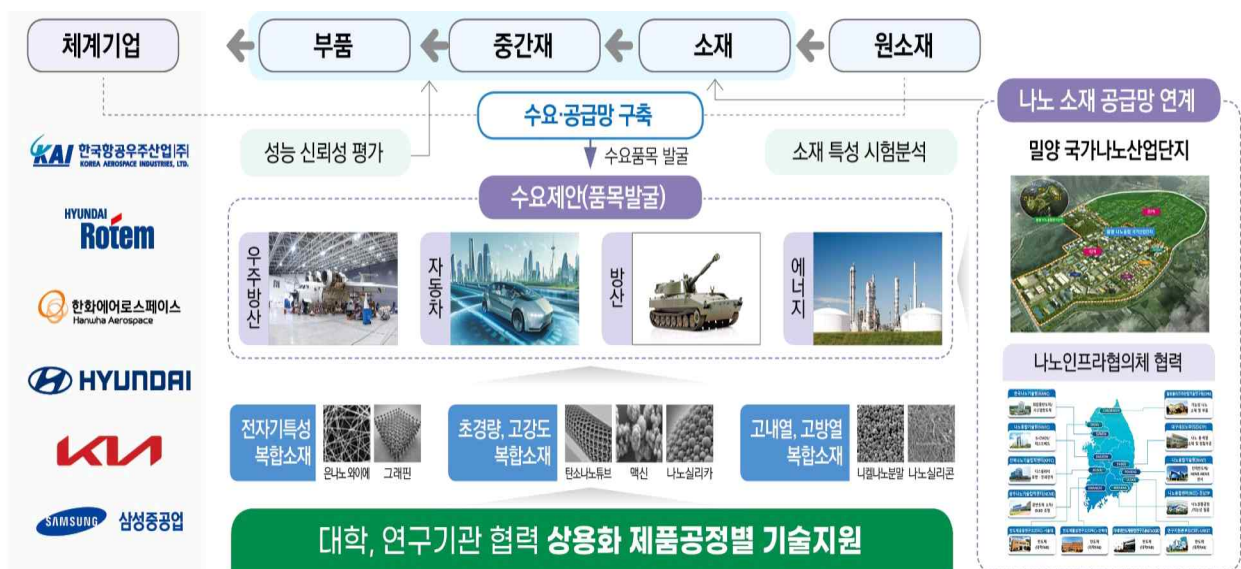 체계기업
부품
중간재
소재
원소재
수요·공급망 구축
성능 신뢰성 평가
수요품목 발굴
소재 특성 시험분석
나노 소재 공급망 연계
밀양 국가나노산업단지
KAI 한국항공우주산업(주)
KOREA AEROSPACE INDUSTRIES, LTD.
HYUNDAI
Rotem
한화에어로스페이스
Hanwha Aerospace
HYUNDAI
KIA
SAMSUNG 삼성중공업
수요제안(품목발굴)
우주방산
자동차
방산
에너지
나노인프라협의체 협력
전자기특성
복합소재
은나노 와이어
그래핀
초경량, 고강도
복합소재
탄소나노튜브
맥신
나노실리카
고내열, 고방열
복합소재
니켈나노분말
나노실리콘
대학, 연구기관 협력 상용화 제품공정별 기술지원